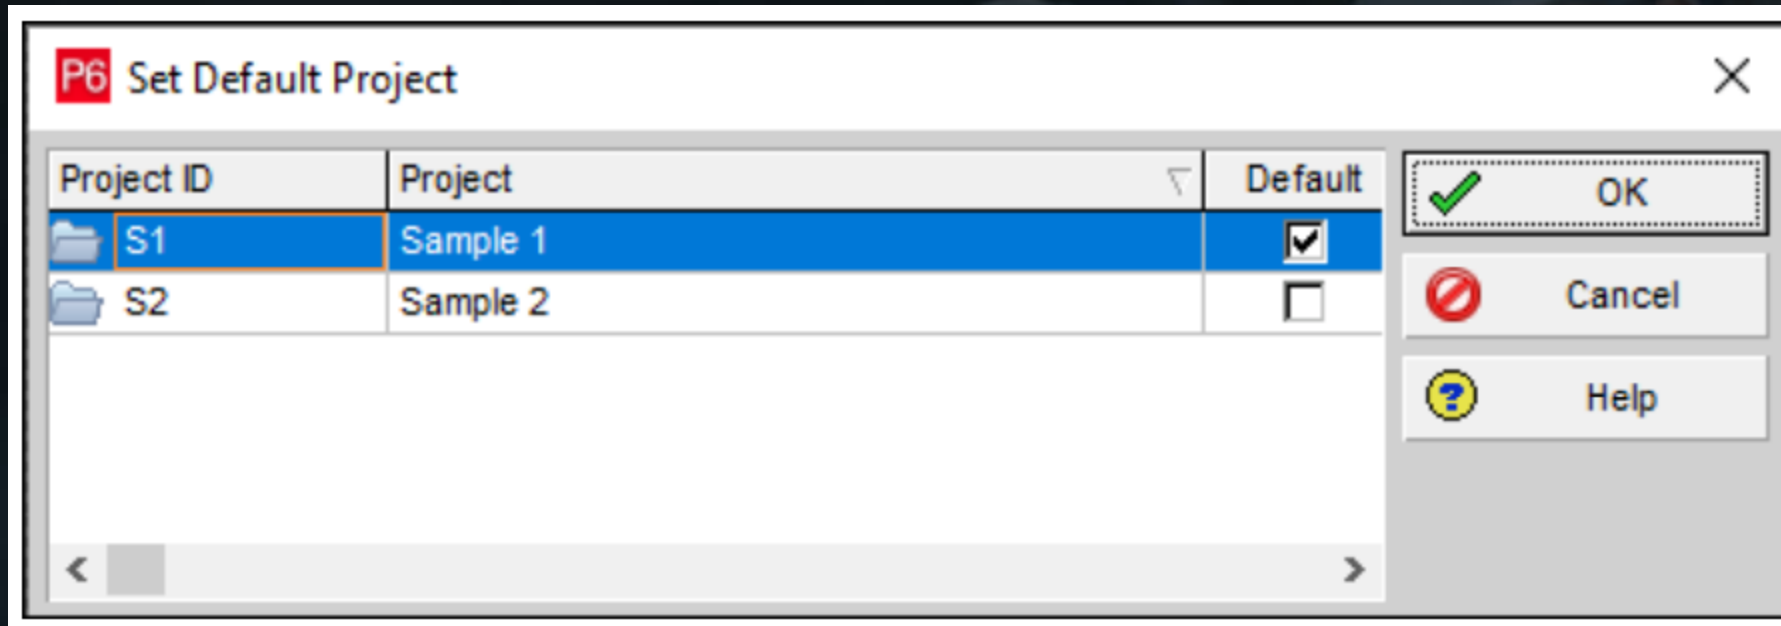 P6 Set Default Project
Project ID Project Default
S1 Sample 1
S2 Sample 2
OK
Cancel
? Help